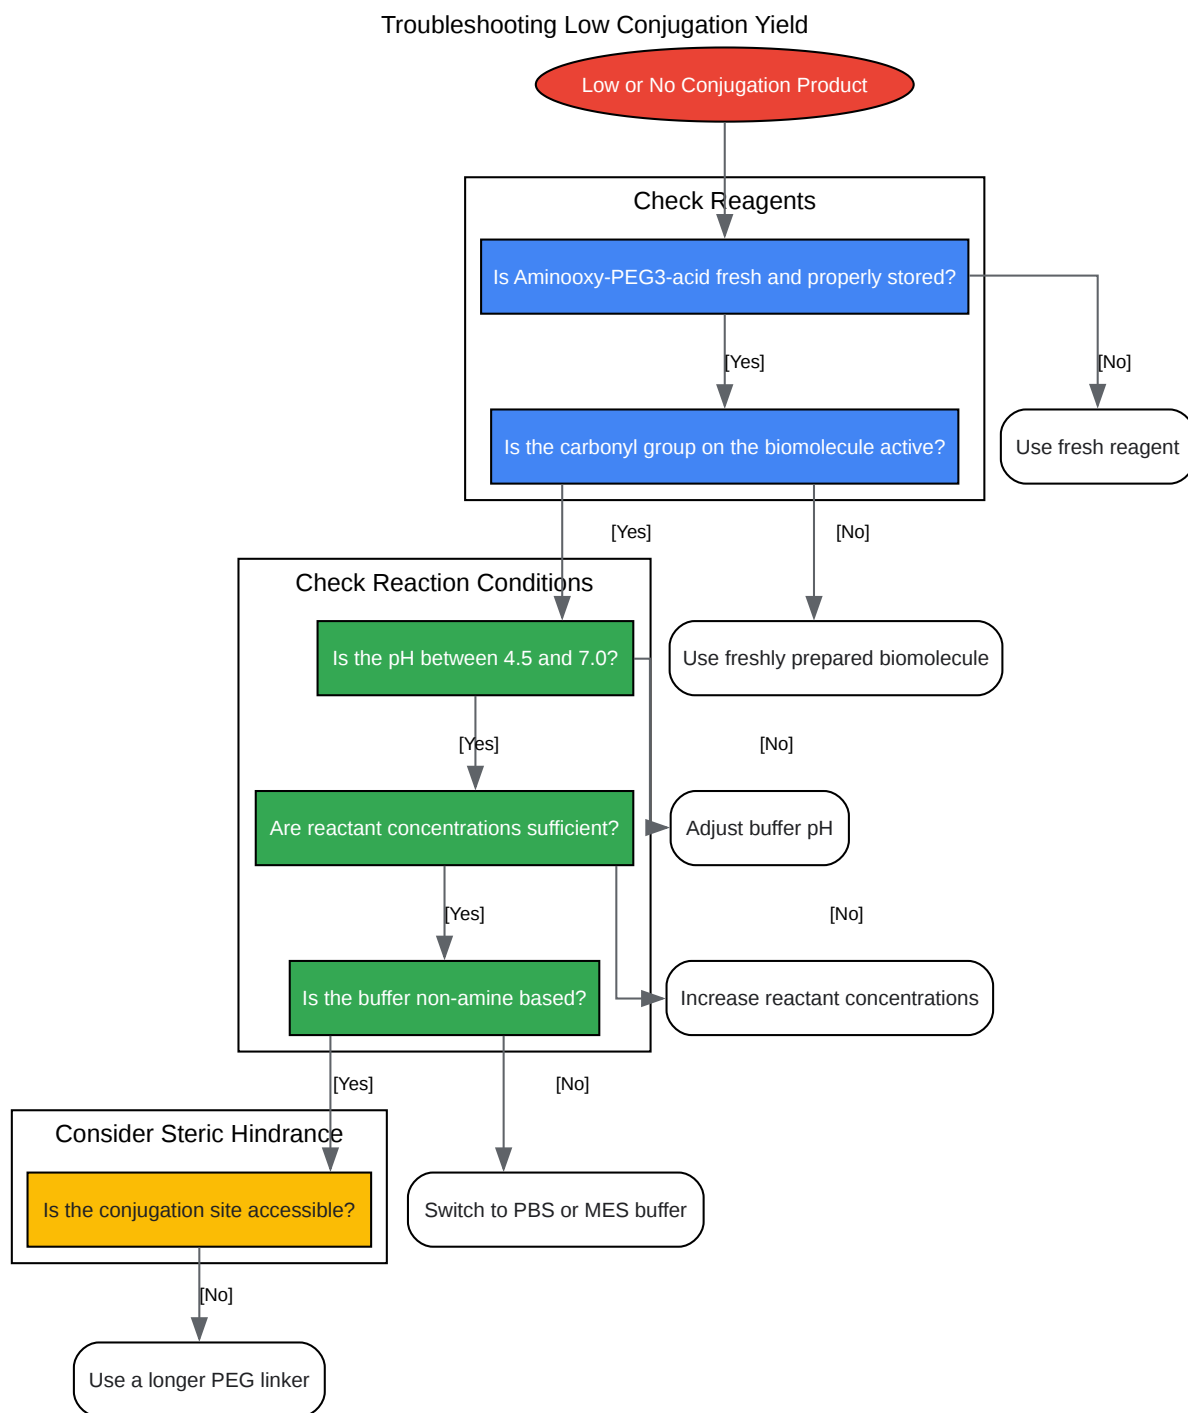 Troubleshooting Low Conjugation Yield
Low or No Conjugation Product
Check Reagents
Is Aminooxy-PEG3-acid fresh and properly stored?
[Yes]
[No]
Is the carbonyl group on the biomolecule active?
Use fresh reagent
[Yes]
[No]
Check Reaction Conditions
Is the pH between 4.5 and 7.0?
Use freshly prepared biomolecule
[Yes]
[No]
Are reactant concentrations sufficient?
Adjust buffer pH
[Yes]
[No]
Is the buffer non-amine based?
Increase reactant concentrations
[Yes]
[No]
Consider Steric Hindrance
Is the conjugation site accessible?
Switch to PBS or MES buffer
[No]
Use a longer PEG linker